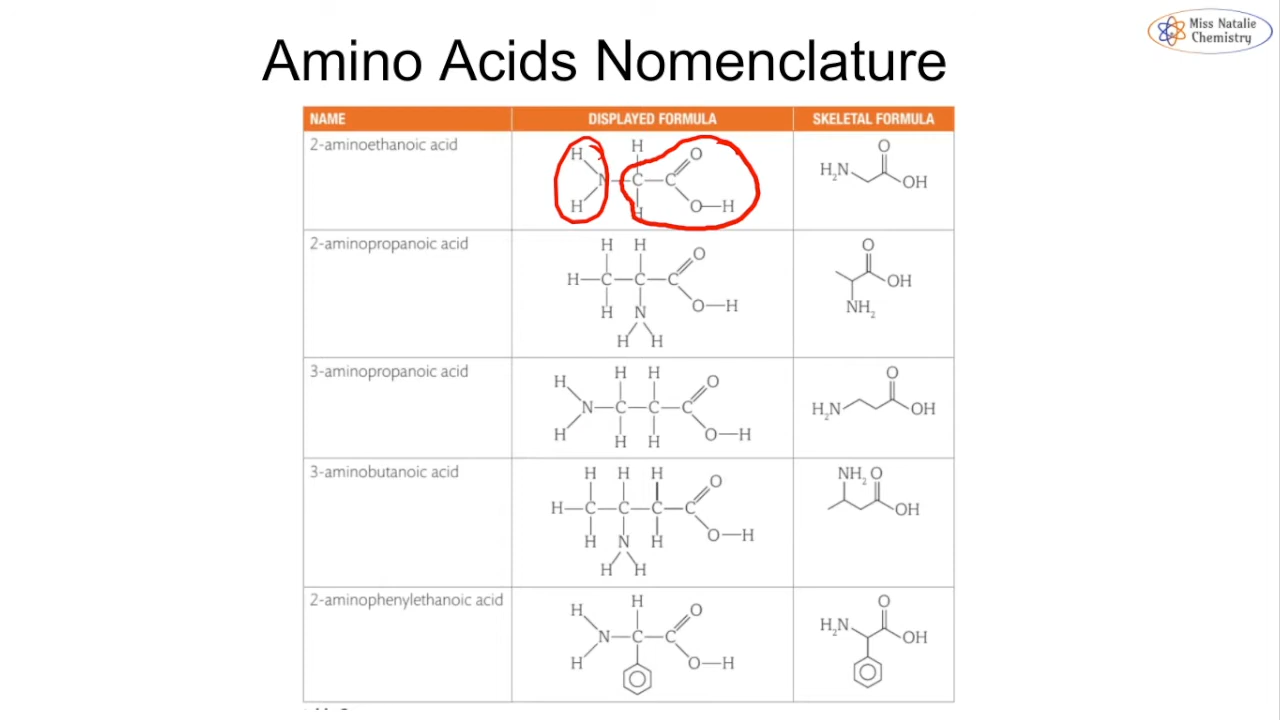 Miss Natalie
Chemistry
Amino Acids Nomenclature
NAME DISPLAYED FORMULA SKELETAL FORMULA
2-aminoethanoic acid
H H O
N C C
H H O H
O
H₂N
OH
2-aminopropanoic acid
H H O
H C C C
H N O H
H H
O
OH
NH₂
3-aminopropanoic acid
H H H O
N C C C
H H H O H
O
H₂N OH
3-aminobutanoic acid
H H H O
H C C C C
H N H O H
H H
NH₂ O
OH
2-aminophenylethanoic acid
H H O
N C C
H O H
O
H₂N
OH